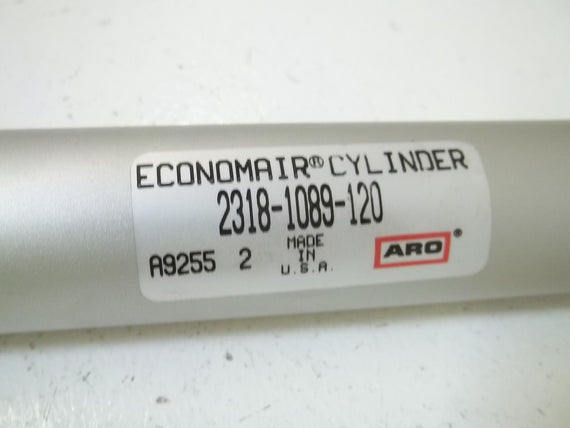 ECONOMAIR® CYLINDER
2318-1089-120
A9255 2
MADE
IN
U.S.A.
ARO®